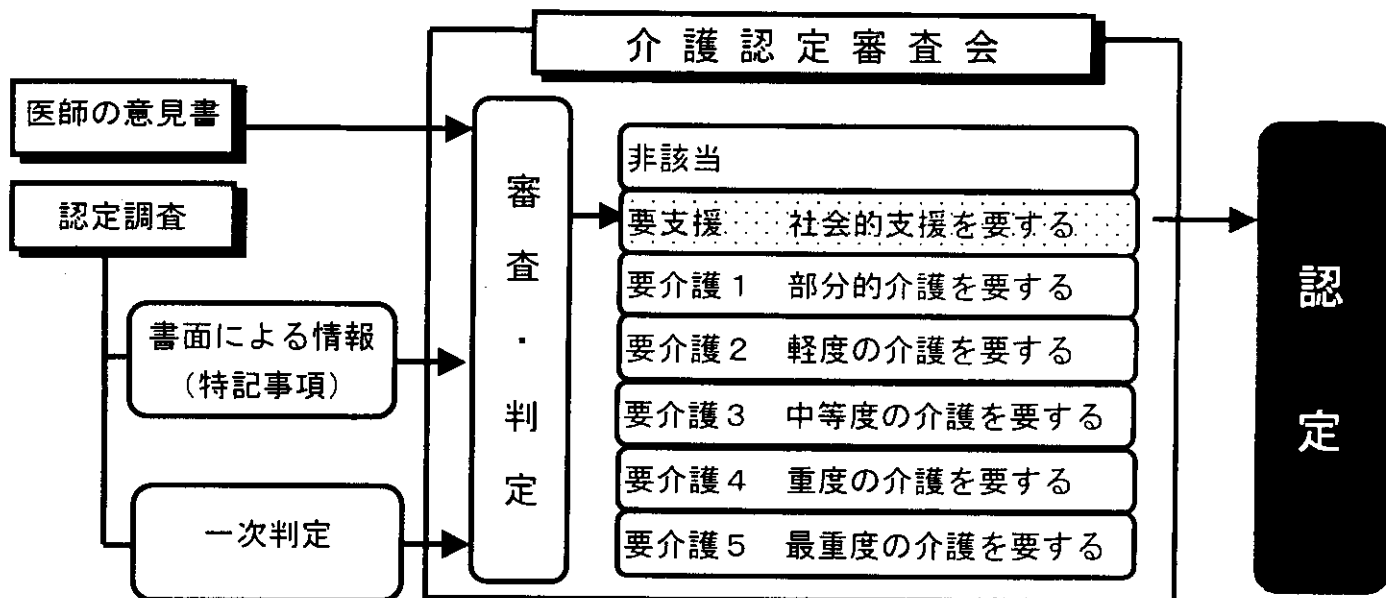 介護認定審査会
医師の意見書
認定調査
書面による情報
(特記事項)
一次判定
審査・判定
非該当
要支援 社会的支援を要する
要介護1 部分的介護を要する
要介護2 軽度の介護を要する
要介護3 中等度の介護を要する
要介護4 重度の介護を要する
要介護5 最重度の介護を要する
認定